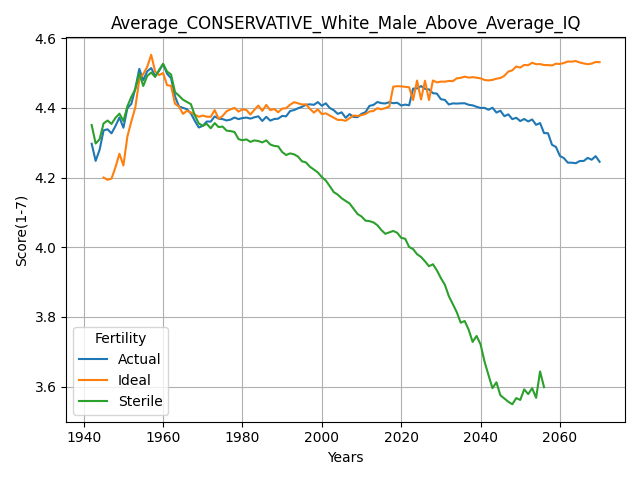 Average_CONSERVATIVE_White_Male_Above_Average_IQ
4.6
4.4
4.2
4.0
3.8
3.6
Score(1-7)
Fertility
Actual
Ideal
Sterile
1940
1960
1980
2000
2020
2040
2060
Years